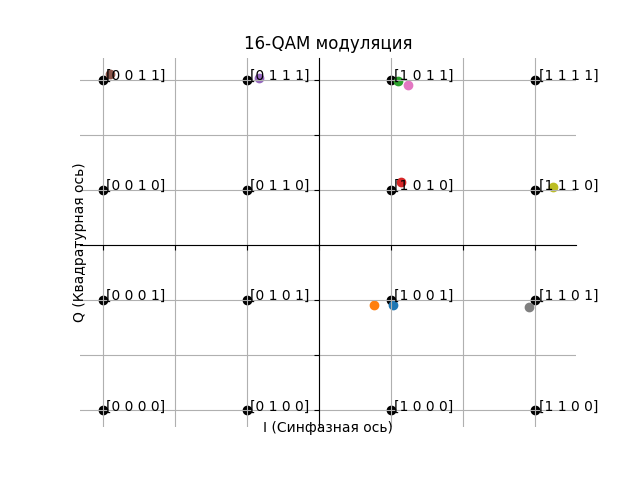 16-QAM модуляция
[0 0 1 1] [0 1 1 1] [1 0 1 1] [1 1 1 1]
[0 0 1 0] [0 1 1 0] [1 0 1 0] [1 1 1 0]
Q (Квадратурная ось)
[0 0 0 1] [0 1 0 1] [1 0 0 1] [1 1 0 1]
[0 0 0 0] [0 1 0 0] [1 0 0 0] [1 1 0 0]
I (Синфазная ось)